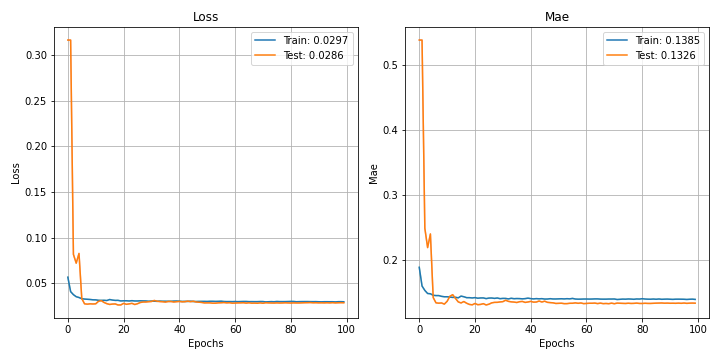 Loss
Train: 0.0297
Test: 0.0286
0.30
0.25
0.20
0.15
0.10
0.05
Loss
0 20 40 60 80 100
Epochs
Mae
Train: 0.1385
Test: 0.1326
0.5
0.4
0.3
0.2
Mae
0 20 40 60 80 100
Epochs